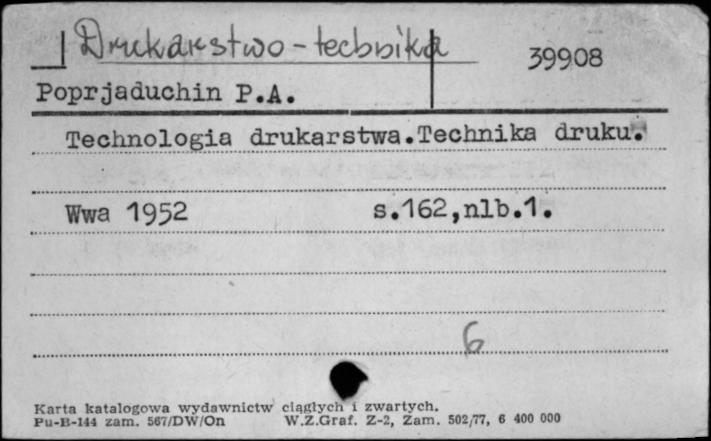 Drukarstwo - technika
39908
Poprjaduchin P.A.
Technologia drukarstwa.Technika druku.
Wwa 1952 s.162,nlb.1.
6
Karta katalogowa wydawnictw ciągłych i zwartych.
Pu-B-144 zam. 567/DW/On W.Z.Graf. Z-2, Zam. 502/77, 6 400 000